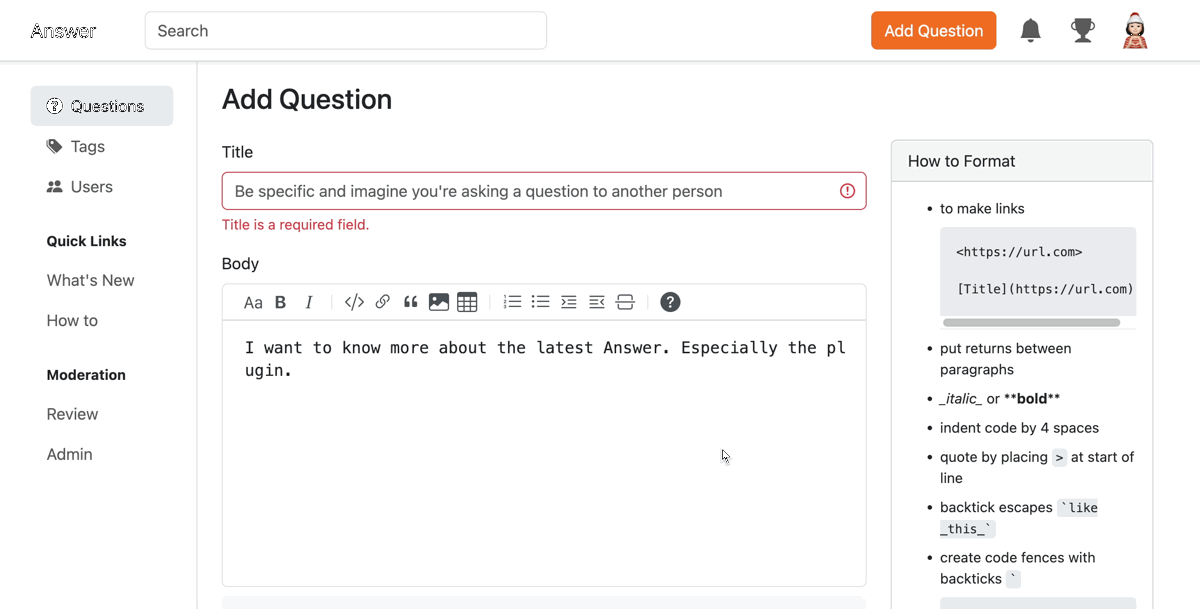 Answer
Search
Add Question
Questions
Tags
Users
Quick Links
What's New
How to
Moderation
Review
Admin
Add Question
Title
Be specific and imagine you're asking a question to another person
Title is a required field.
Body
Aa B I
I want to know more about the latest Answer. Especially the pl
ugin.
How to Format
• to make links
<https://url.com>
[Title](https://url.com)
• put returns between
paragraphs
• _italic_ or **bold**
• indent code by 4 spaces
• quote by placing > at start of
line
• backtick escapes `like
_this_`
• create code fences with
backticks `